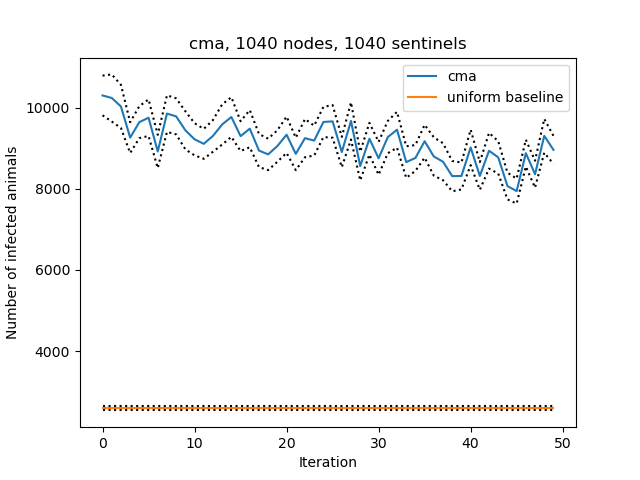 cma, 1040 nodes, 1040 sentinels
cma
uniform baseline
Number of infected animals
10000
8000
6000
4000
0
10
20
30
40
50
Iteration